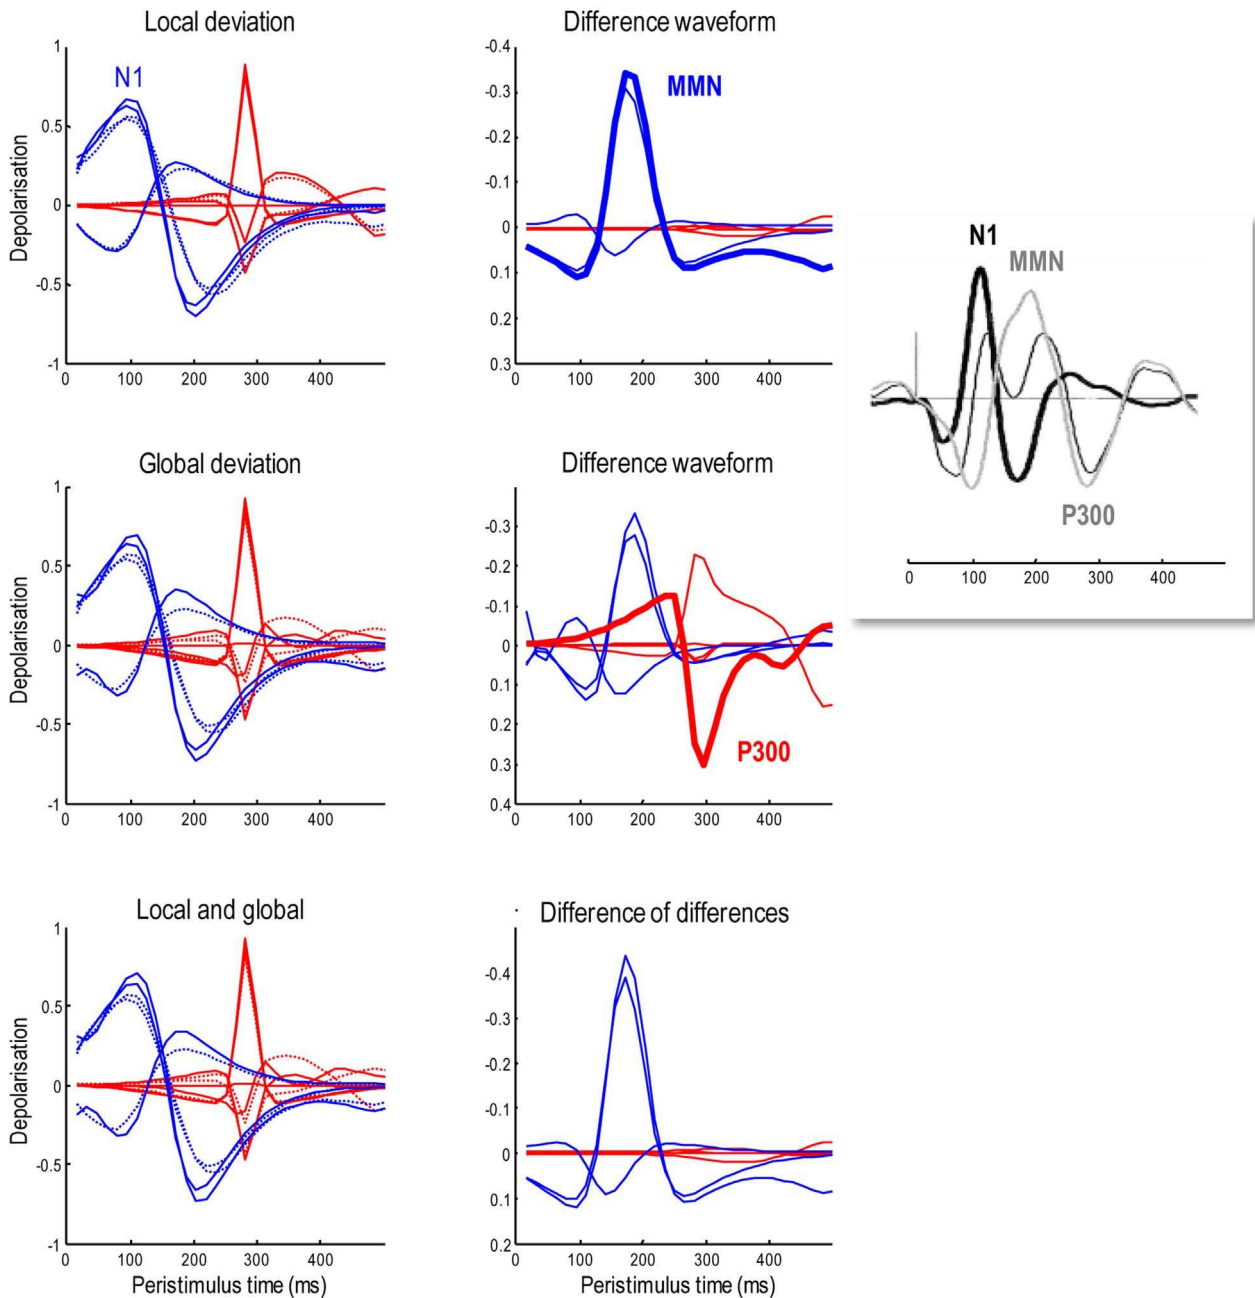 Local deviation
1
0.5
0
-0.5
-1
Depolarisation
N1
0 100 200 300 400
Difference waveform
-0.4
-0.3
-0.2
-0.1
0
0.1
0.2
0.3
MMN
0 100 200 300 400
N1
MMN
P300
0 100 200 300 400
Global deviation
1
0.5
0
-0.5
-1
Depolarisation
0 100 200 300 400
Difference waveform
-0.3
-0.2
-0.1
0
0.1
0.2
0.3
0.4
P300
0 100 200 300 400
Local and global
1
0.5
0
-0.5
-1
Depolarisation
0 100 200 300 400
Peristimulus time (ms)
Difference of differences
-0.4
-0.3
-0.2
-0.1
0
0.1
0.2
0 100 200 300 400
Peristimulus time (ms)